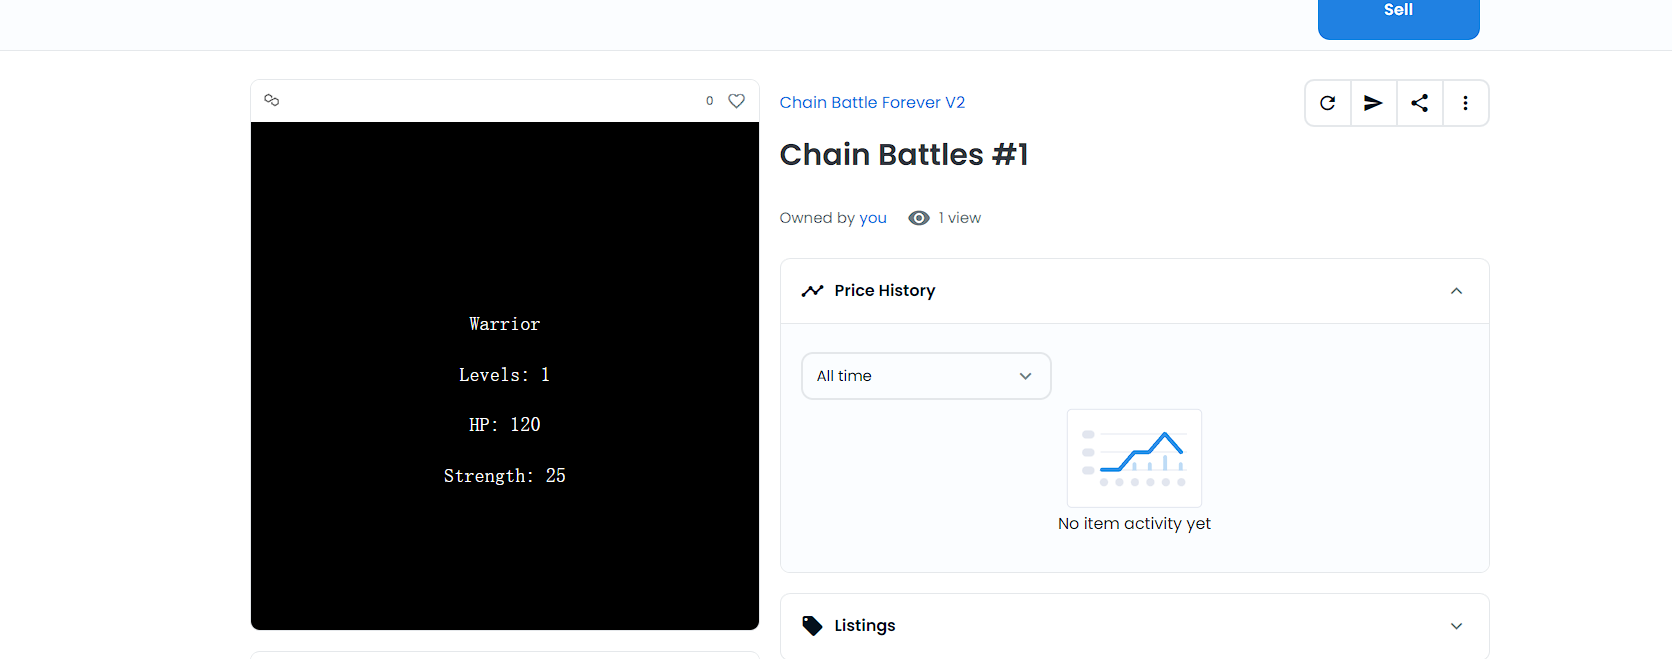 Sell
0
Chain Battle Forever V2
Chain Battles #1
Owned by you 1 view
Warrior
Levels: 1
HP: 120
Strength: 25
Price History
All time
No item activity yet
Listings